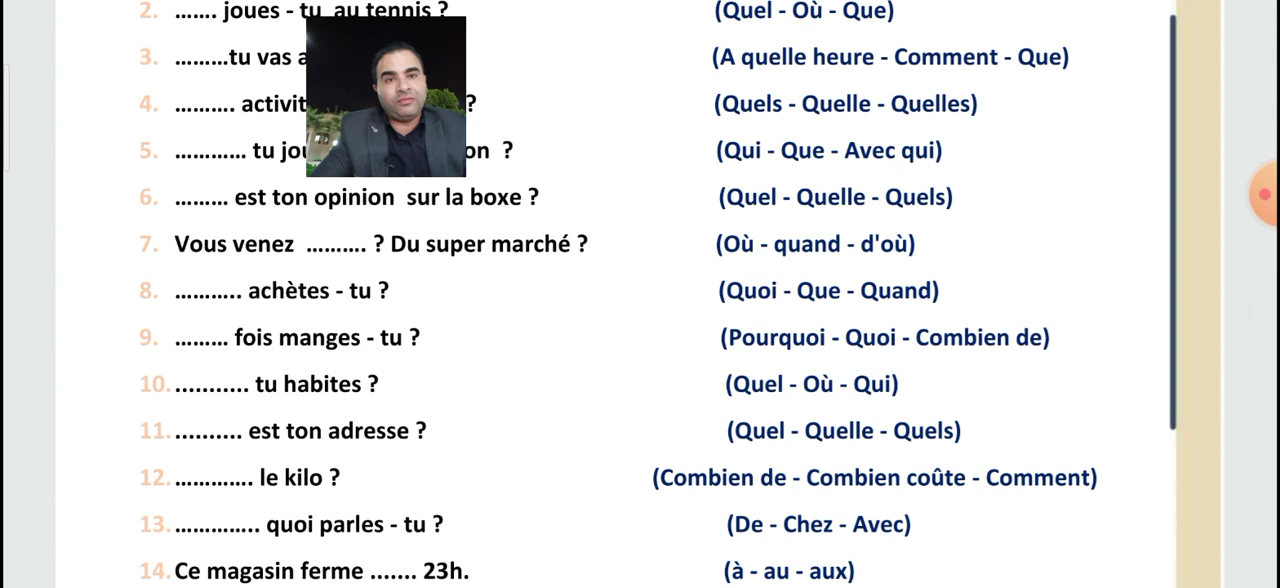 2. ....... joues - tu au tennis ? (Quel - Où - Que)
3. .........tu vas (A quelle heure - Comment - Que)
4. .......... ? (Quels - Quelle - Quelles)
5. ............ tu ? (Qui - Que - Avec qui)
6. ......... est ton opinion sur la boxe ? (Quel - Quelle - Quels)
7. Vous venez .......... ? Du super marché ? (Où - quand - d'où)
8. ........... achètes - tu ? (Quoi - Que - Quand)
9. ......... fois manges - tu ? (Pourquoi - Quoi - Combien de)
10. ........... tu habites ? (Quel - Où - Qui)
11. .......... est ton adresse ? (Quel - Quelle - Quels)
12. ............. le kilo ? (Combien de - Combien coûte - Comment)
13. .............. quoi parles - tu ? (De - Chez - Avec)
14. Ce magasin ferme ....... 23h. (à - au - aux)